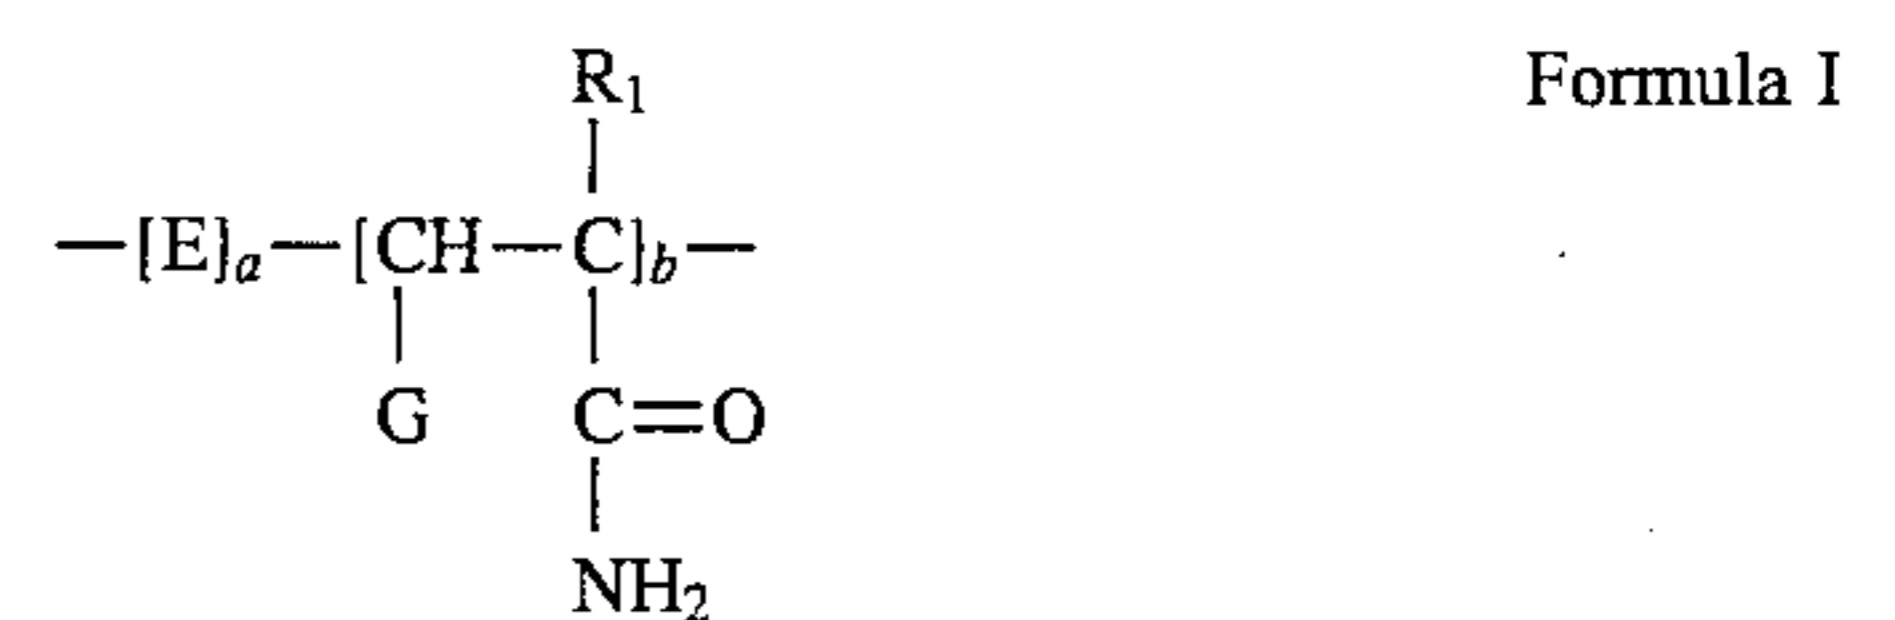 R₁ Formula I
—[E]ₐ—[CH—C]b—
G C=O
NH₂